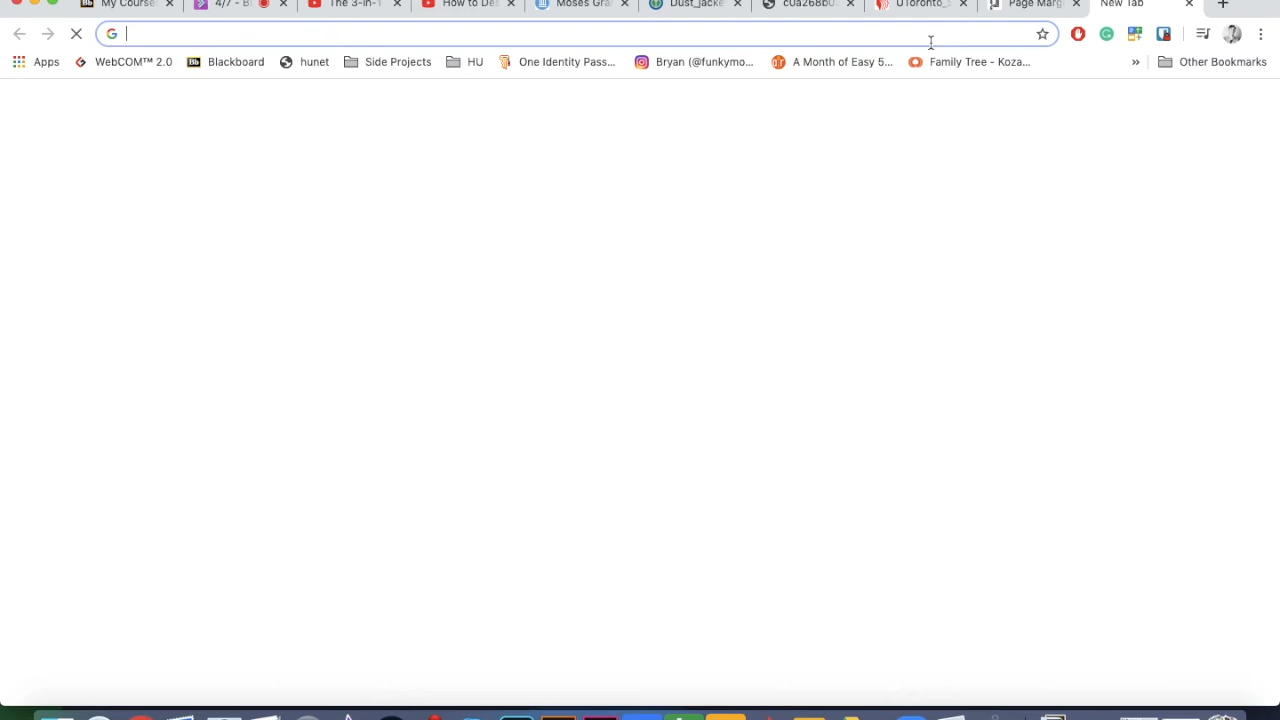 My Course 4/7 - B The 3-in-1 How to Des Moses Gra Dust_jacke c0a268b0 UToronto_ Page Marg New Tab
Apps WebCOM™ 2.0 Blackboard hunet Side Projects HU One Identity Pass... Bryan (@funkymo... A Month of Easy 5... Family Tree - Koza... » Other Bookmarks